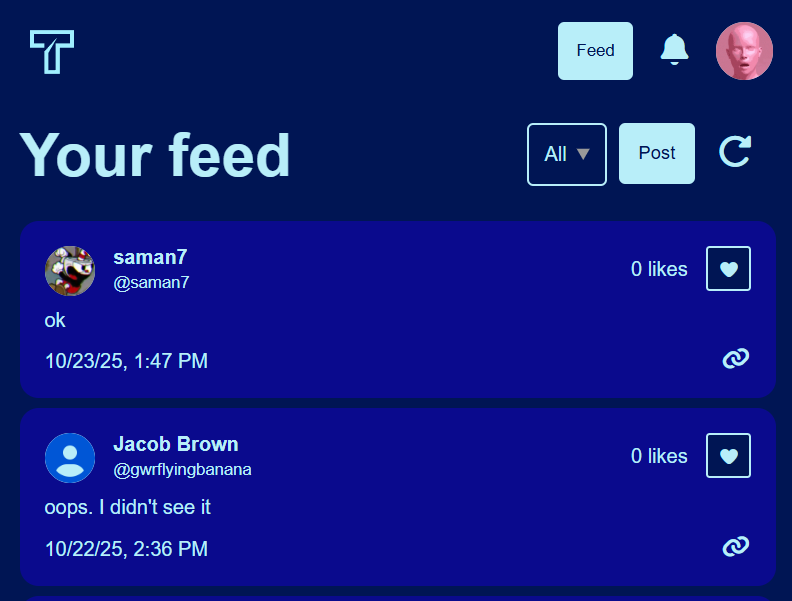 Feed
Your feed
All
Post
saman7
@saman7
0 likes
ok
10/23/25, 1:47 PM
Jacob Brown
@gwrflyingbanana
0 likes
oops. I didn't see it
10/22/25, 2:36 PM